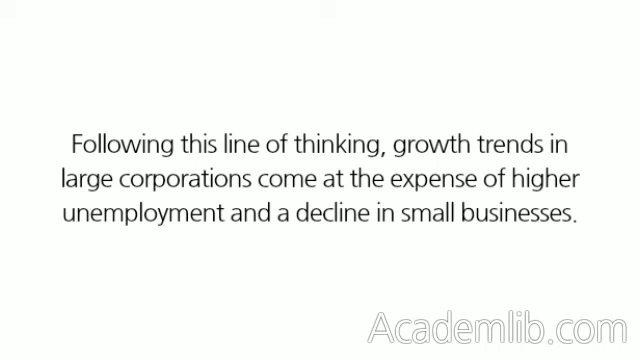 Following this line of thinking, growth trends in
large corporations come at the expense of higher
unemployment and a decline in small businesses.
Academlib.com